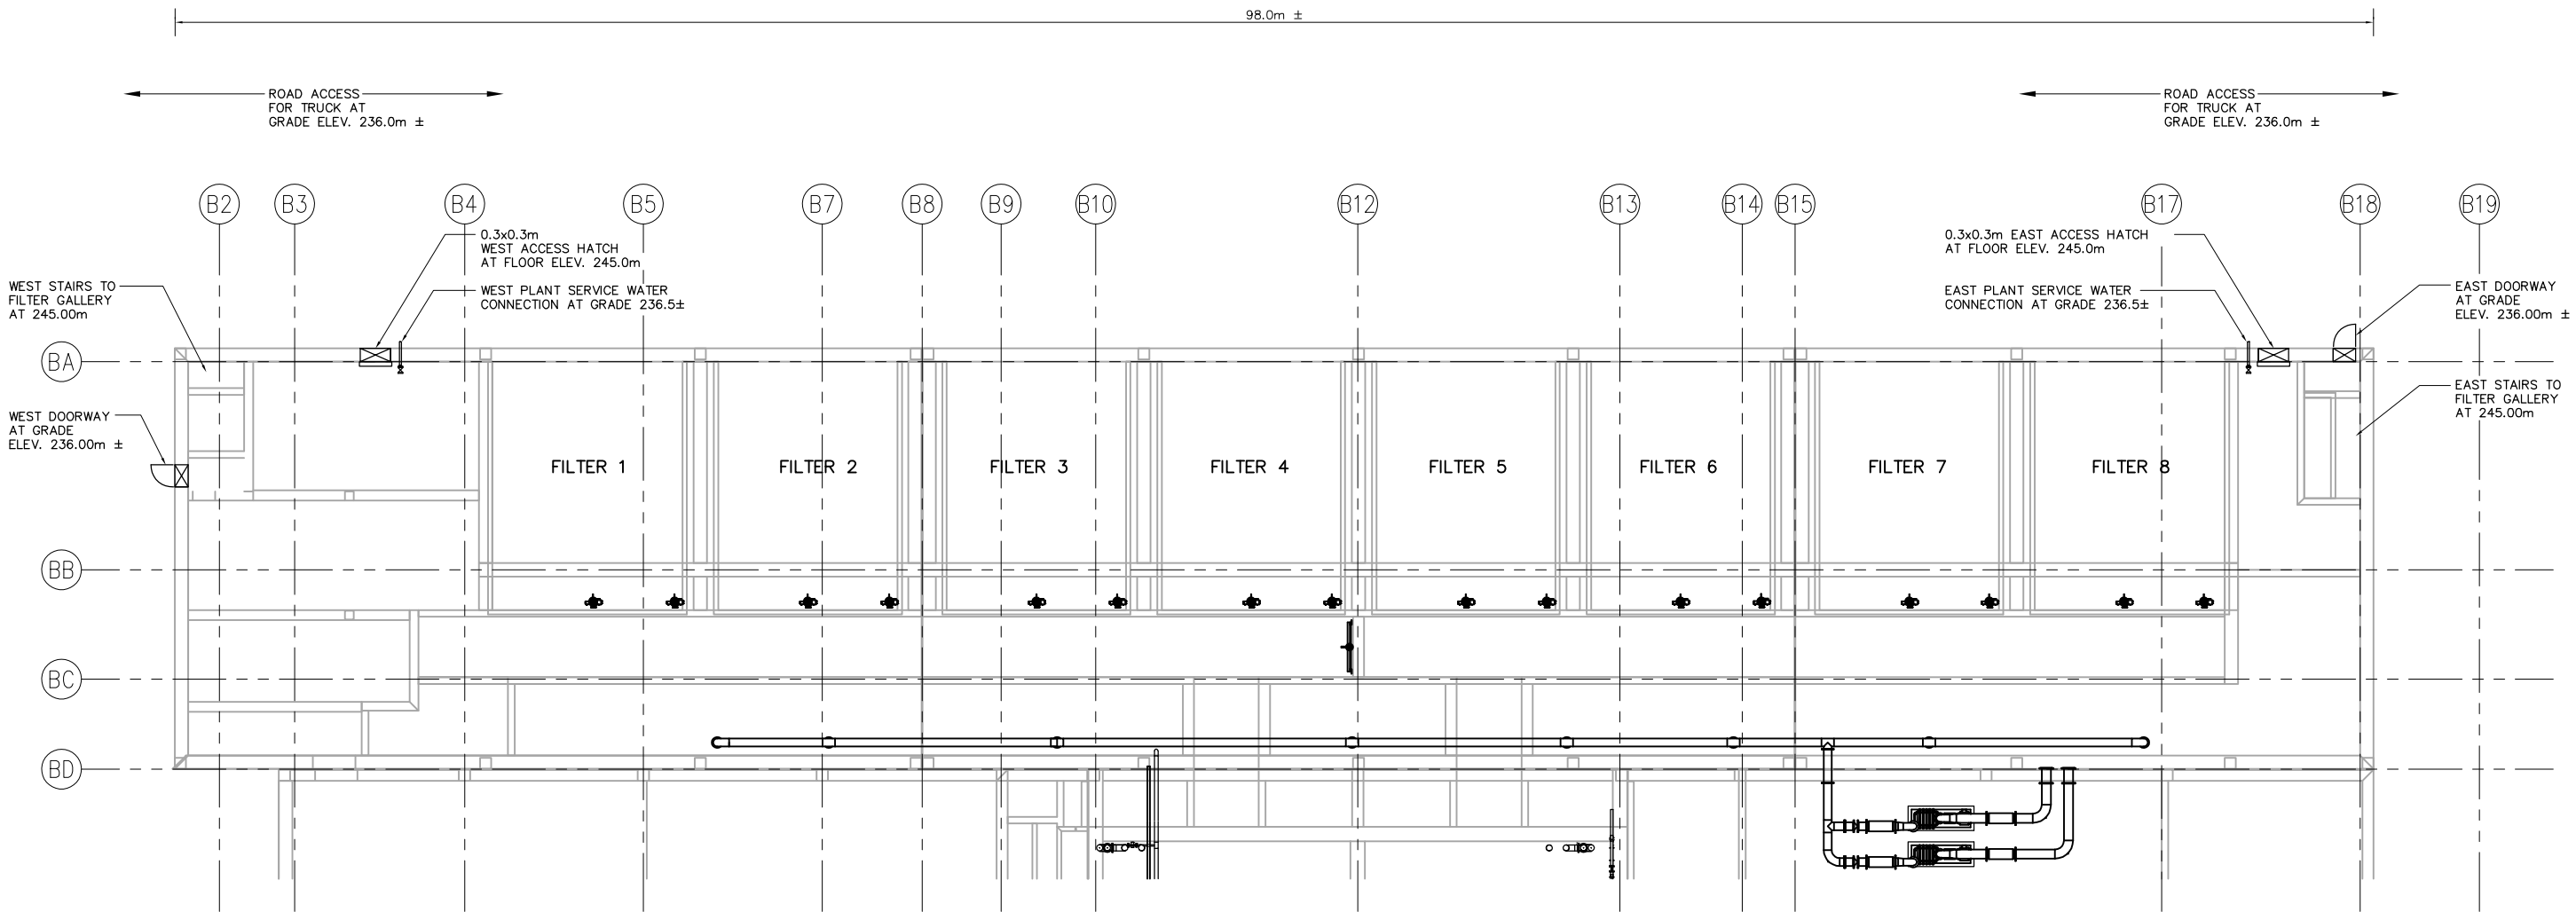 98.0m ±
ROAD ACCESS
FOR TRUCK AT
GRADE ELEV. 236.0m ±
ROAD ACCESS
FOR TRUCK AT
GRADE ELEV. 236.0m ±
B2
B3
B4
B5
B7
B8
B9
B10
B12
B13
B14
B15
B17
B18
B19
0.3x0.3m
WEST ACCESS HATCH
AT FLOOR ELEV. 245.0m
WEST PLANT SERVICE WATER
CONNECTION AT GRADE 236.5±
0.3x0.3m EAST ACCESS HATCH
AT FLOOR ELEV. 245.0m
EAST PLANT SERVICE WATER
CONNECTION AT GRADE 236.5±
WEST STAIRS TO
FILTER GALLERY
AT 245.00m
EAST DOORWAY
AT GRADE
ELEV. 236.00m ±
BA
WEST DOORWAY
AT GRADE
ELEV. 236.00m ±
EAST STAIRS TO
FILTER GALLERY
AT 245.00m
FILTER 1
FILTER 2
FILTER 3
FILTER 4
FILTER 5
FILTER 6
FILTER 7
FILTER 8
BB
BC
BD